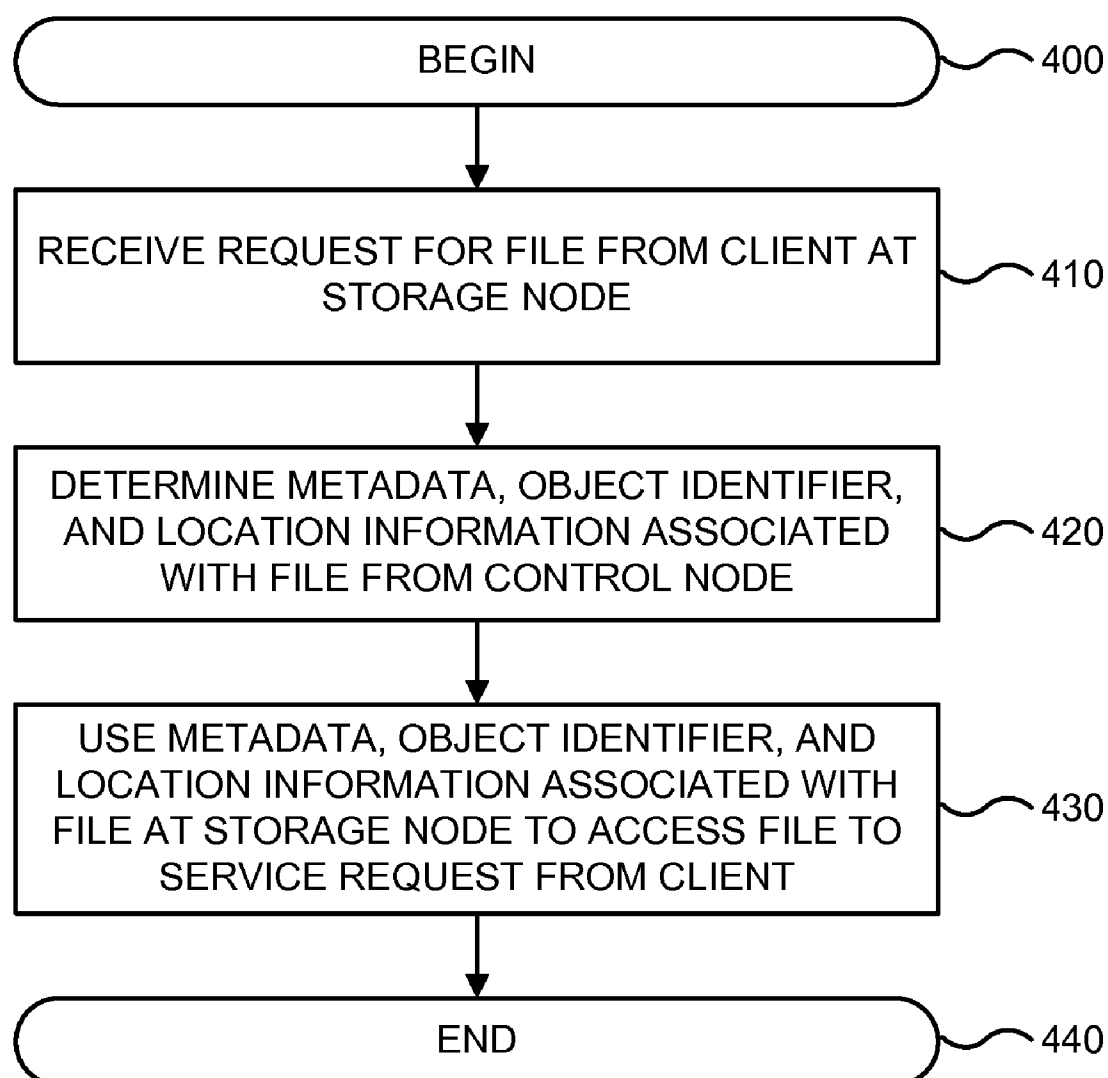 BEGIN
400
RECEIVE REQUEST FOR FILE FROM CLIENT AT
STORAGE NODE
410
DETERMINE METADATA, OBJECT IDENTIFIER,
AND LOCATION INFORMATION ASSOCIATED
WITH FILE FROM CONTROL NODE
420
USE METADATA, OBJECT IDENTIFIER, AND
LOCATION INFORMATION ASSOCIATED WITH
FILE AT STORAGE NODE TO ACCESS FILE TO
SERVICE REQUEST FROM CLIENT
430
END
440